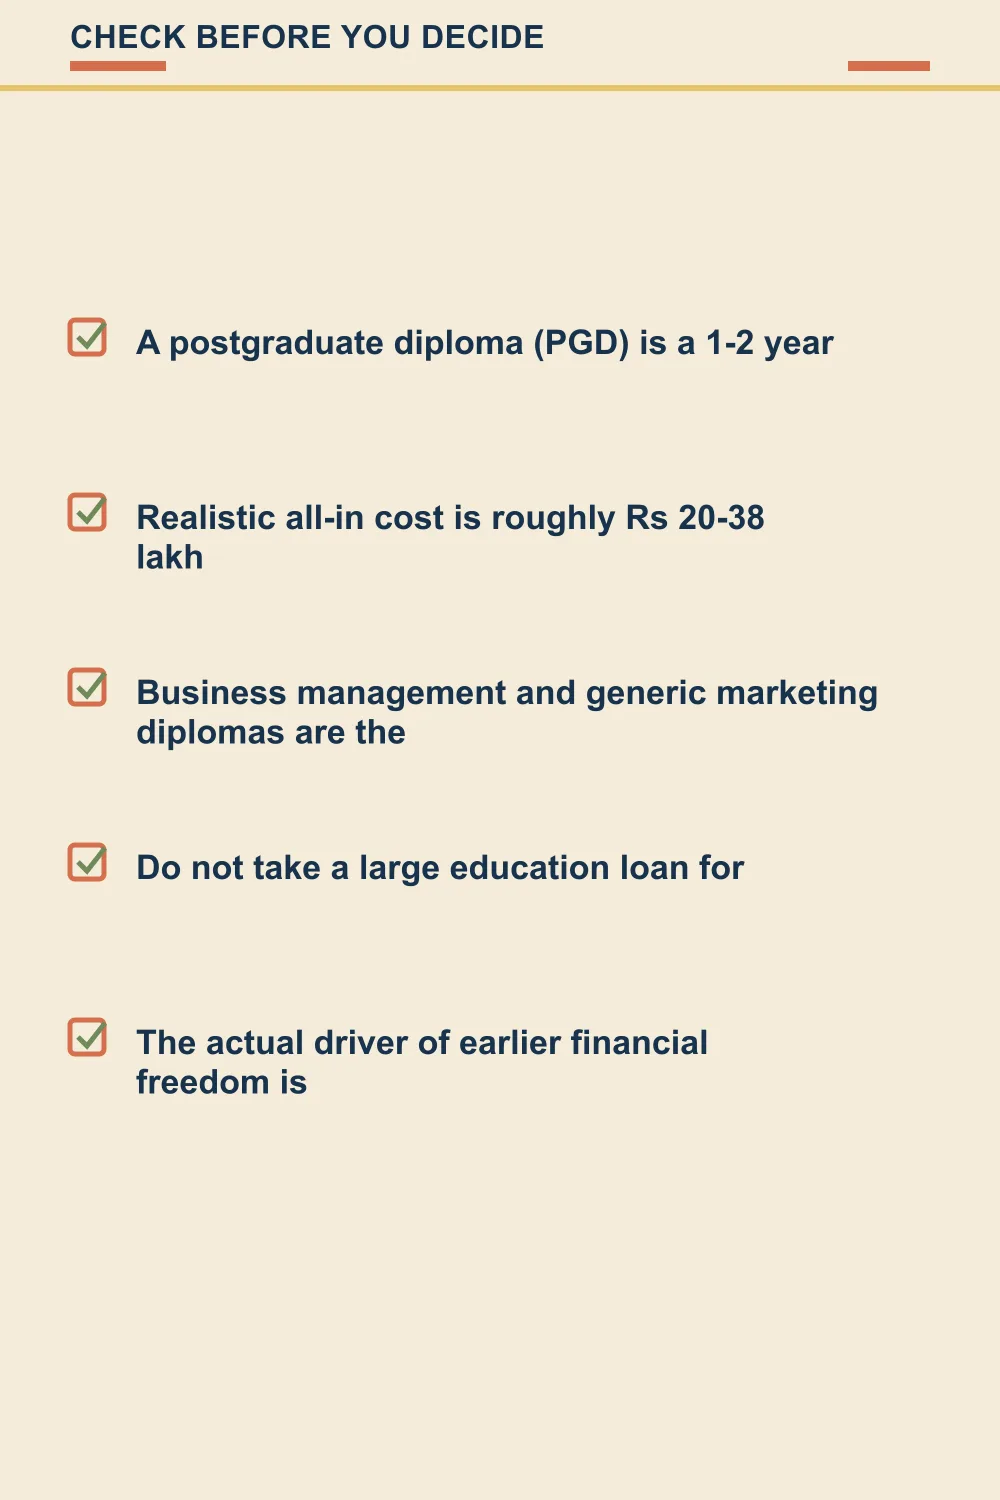 CHECK BEFORE YOU DECIDE
A postgraduate diploma (PGD) is a 1-2 year
Realistic all-in cost is roughly Rs 20-38
lakh
Business management and generic marketing
diplomas are the
Do not take a large education loan for
The actual driver of earlier financial
freedom is